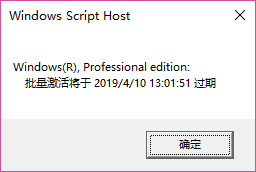 Windows Script Host
Windows(R), Professional edition:
批量激活将于 2019/4/10 13:01:51 过期
确定